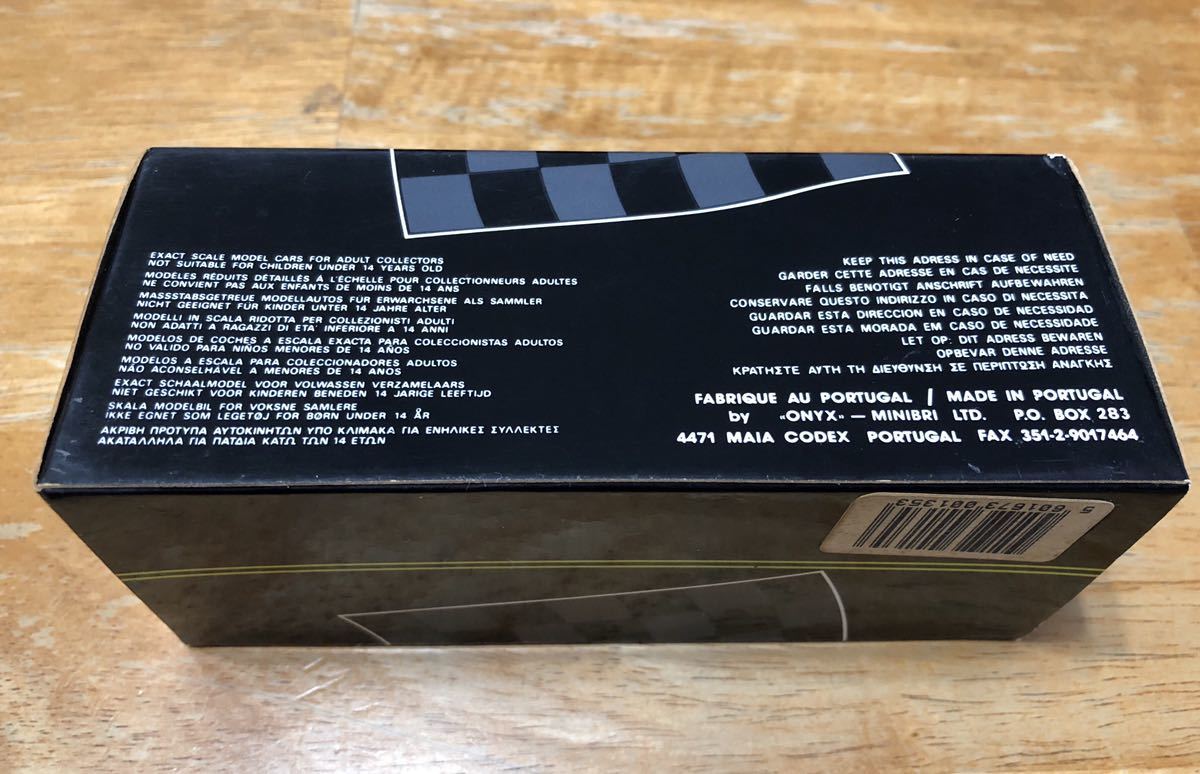 EXACT SCALE MODEL CARS FOR ADULT COLLECTORS
NOT SUITABLE FOR CHILDREN UNDER 14 YEARS OLD
MODELES RÉDUITS DÉTAILLÉS À L'ÉCHELLE POUR COLLECTIONNEURS ADULTES
NE CONVIENT PAS AUX ENFANTS DE MOINS DE 14 ANS
MASSSTABSGETREUE MODELLAUTOS FÜR ERWARCHSENE ALS SAMMLER
NICHT GEEIGNET FÜR KINDER UNTER 14 JAHRE ALTER
MODELLI IN SCALA RIDOTTA PER COLLEZIONISTI ADULTI
NON ADATTI A RAGAZZI DI ETA' INFERIORE A 14 ANNI
MODELOS DE COCHES A ESCALA EXACTA PARA COLECCIONISTAS ADULTOS
NO VALIDO PARA NIÑOS MENORES DE 14 AÑOS
MODELOS A ESCALA PARA COLECCIONADORES ADULTOS
NÃO ACONSELHÁVEL A MENORES DE 14 ANOS
EXACT SCHAALMODEL VOOR VOLWASSEN VERZAMELAARS
NIET GESCHIKT VOOR KINDEREN BENEDEN 14 JARIGE LEEFTIJD
SKALA MODELBIL FOR VOKSNE SAMLERE
IKKE EGNET SOM LEGETØJ FOR BØRN UNDER 14 ÅR
ΑΚΡΙΒΗ ΠΡΟΤΥΠΑ ΑΥΤΟΚΙΝΗΤΩΝ ΥΠΟ ΚΛΙΜΑΚΑ ΓΙΑ ΕΝΗΛΙΚΕΣ ΣΥΛΛΕΚΤΕΣ
ΑΚΑΤΑΛΛΗΛΑ ΓΙΑ ΠΑΤΔΙΑ ΚΑΤΩ ΤΩΝ 14 ΕΤΩΝ
KEEP THIS ADRESS IN CASE OF NEED
GARDER CETTE ADRESSE EN CAS DE NECESSITE
FALLS BENOTIGT ANSCHRIFT AUFBEWAHREN
CONSERVARE QUESTO INDIRIZZO IN CASO DI NECESSITA
GUARDAR ESTA DIRECCION EN CASO DE NECESIDAD
GUARDAR ESTA MORADA EM CASO DE NECESSIDADE
LET OP: DIT ADRESS BEWAREN
OPBEVAR DENNE ADRESSE
ΚΡΑΤΗΣΤΕ ΑΥΤΗ ΤΗ ΔΙΕΥΘΥΝΣΗ ΣΕ ΠΕΡΙΠΤΩΣΗ ΑΝΑΓΚΗΣ
FABRIQUE AU PORTUGAL / MADE IN PORTUGAL
by «ONYX» — MINIBRI LTD. P.O. BOX 283
4471 MAIA CODEX PORTUGAL FAX 351-2-9017464
5 601673 001353